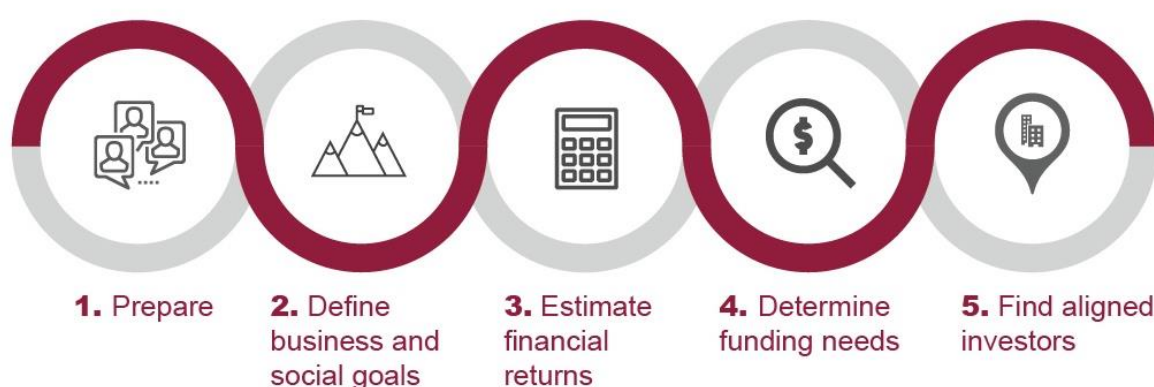 1. Prepare
2. Define
business and
social goals
3. Estimate
financial
returns
4. Determine
funding needs
5. Find aligned
investors